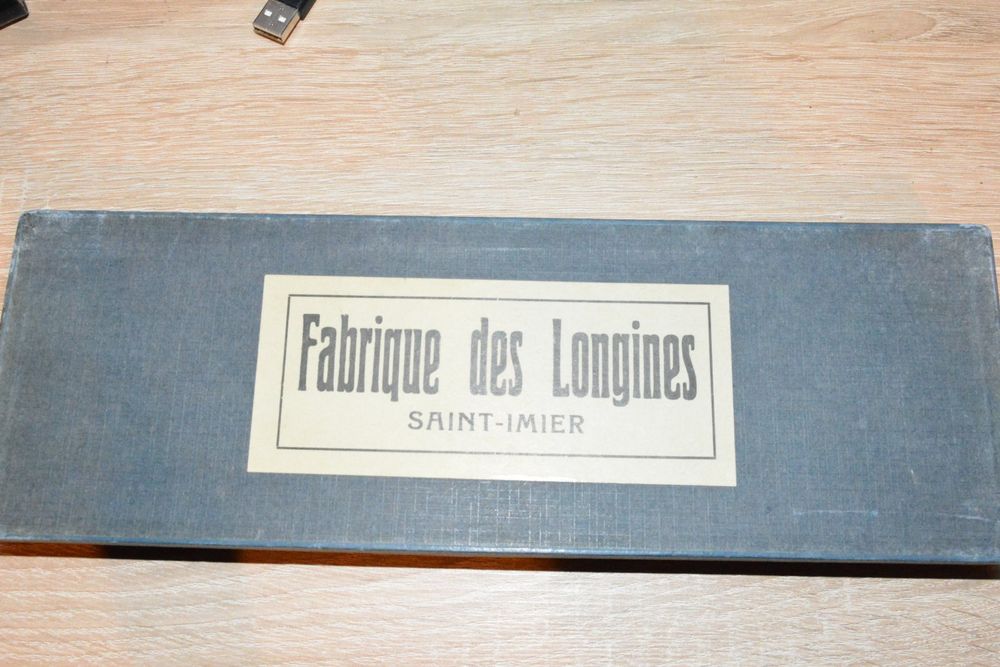 Fabrique des Longines
SAINT-IMIER